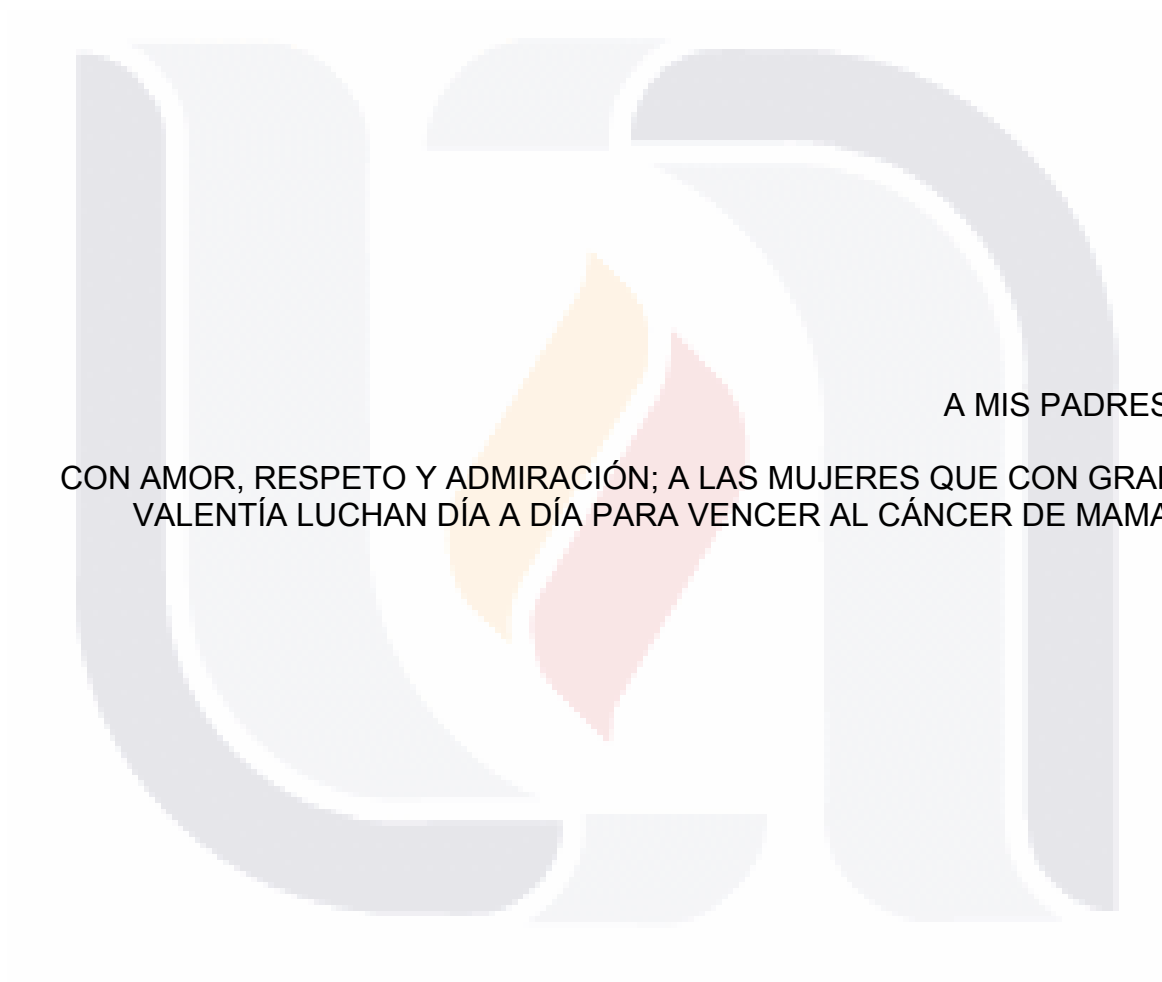 A MIS PADRES
CON AMOR, RESPETO Y ADMIRACIÓN; A LAS MUJERES QUE CON GRAN
VALENTÍA LUCHAN DÍA A DÍA PARA VENCER AL CÁNCER DE MAMA